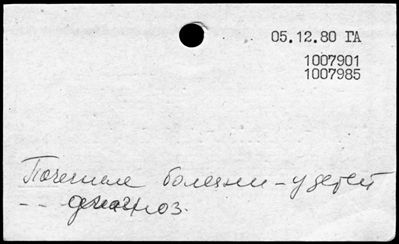 05.12.80 ГА
1007901
1007985
Почечные болезни – у детей
– – диагноз.